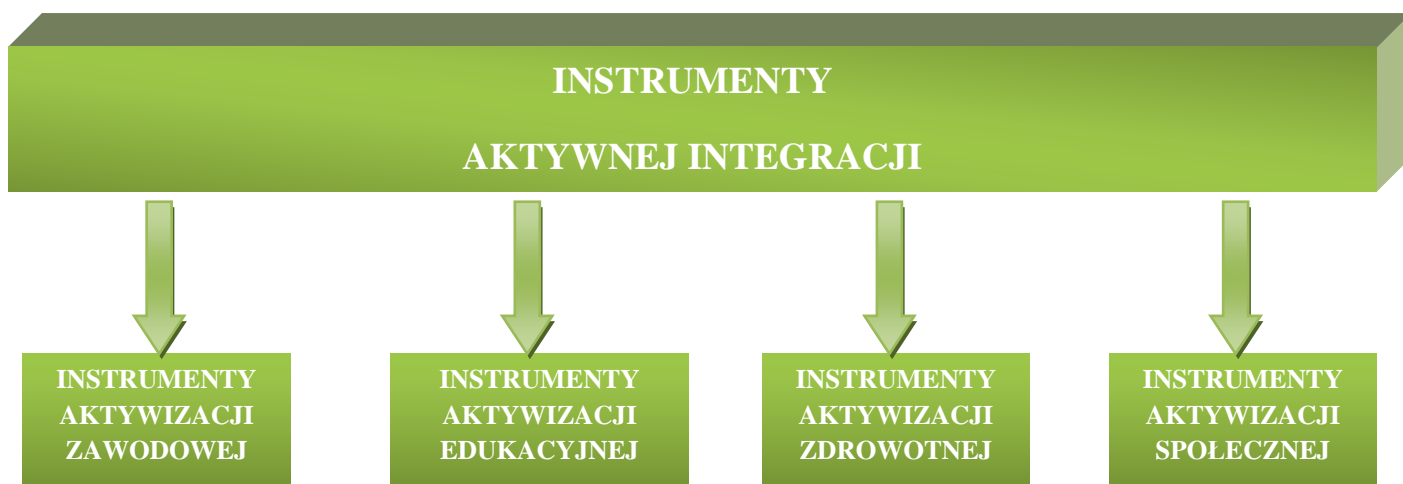 INSTRUMENTY
AKTYWNEJ INTEGRACJI
INSTRUMENTY
AKTYWIZACJI
ZAWODOWEJ
INSTRUMENTY
AKTYWIZACJI
EDUKACYJNEJ
INSTRUMENTY
AKTYWIZACJI
ZDROWOTNEJ
INSTRUMENTY
AKTYWIZACJI
SPOŁECZNEJ